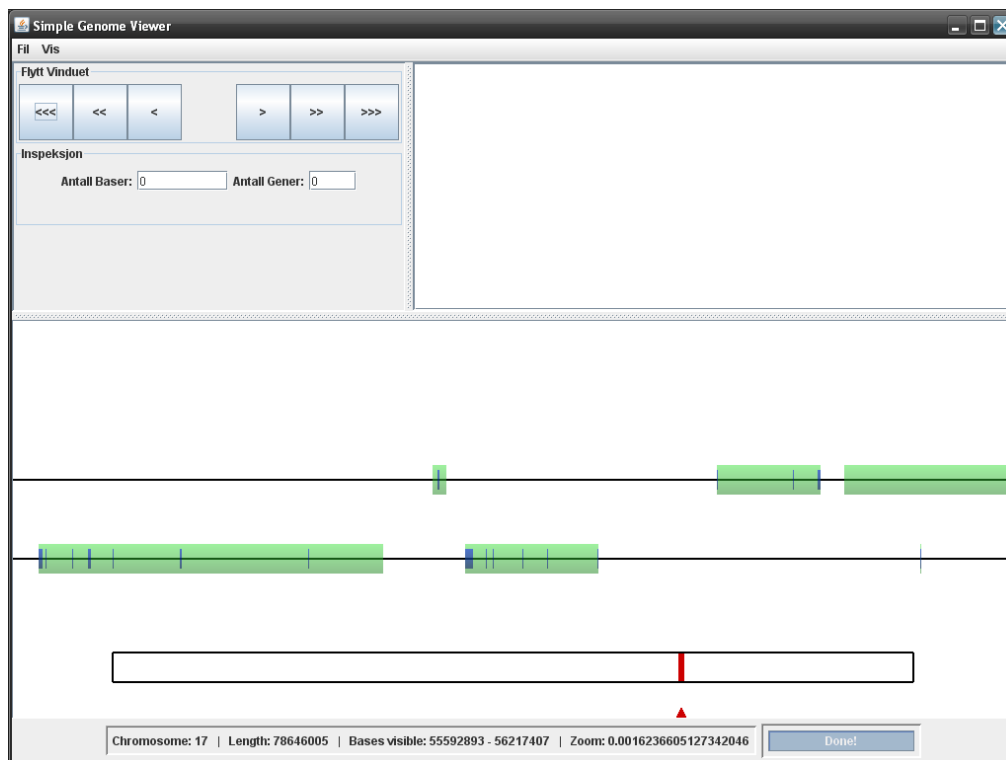 Simple Genome Viewer
Fil Vis
Flytt Vinduet
<<< << < > >> >>>
Inspeksjon
Antall Baser: 0 Antall Gener: 0
Chromosome: 17 | Length: 78646005 | Bases visible: 55592893 - 56217407 | Zoom: 0.0016236605127342046 Done!